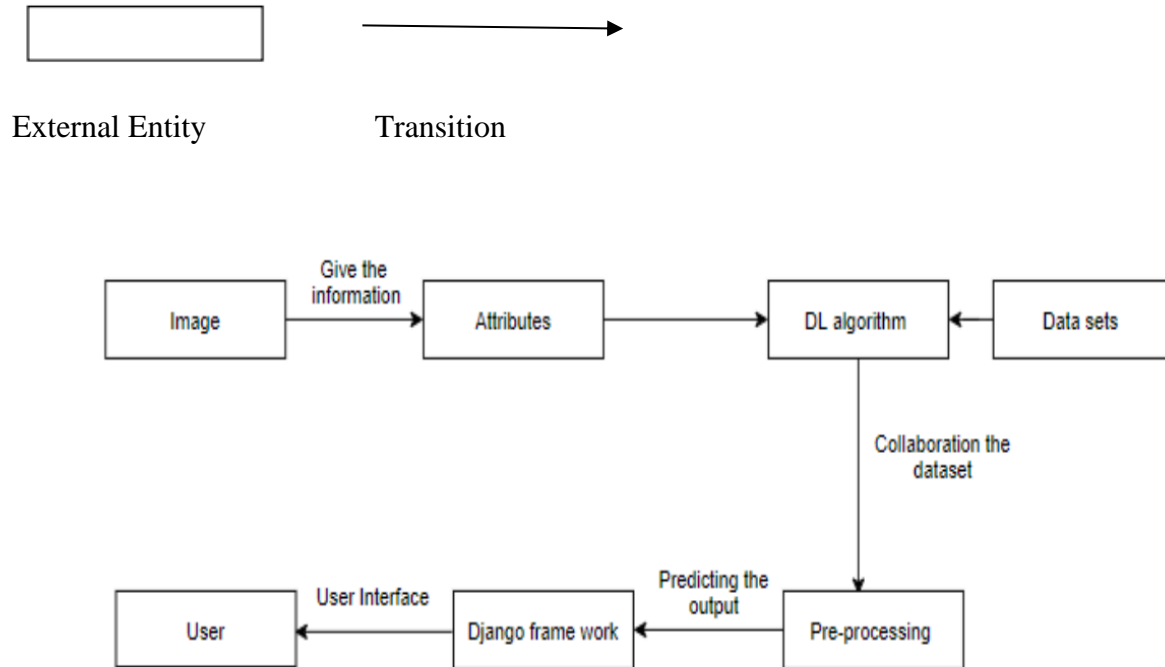 External Entity
Transition
Give the
information
Image
Attributes
DL algorithm
Data sets
Collaboration the
dataset
Predicting the
output
User Interface
User
Django frame work
Pre-processing